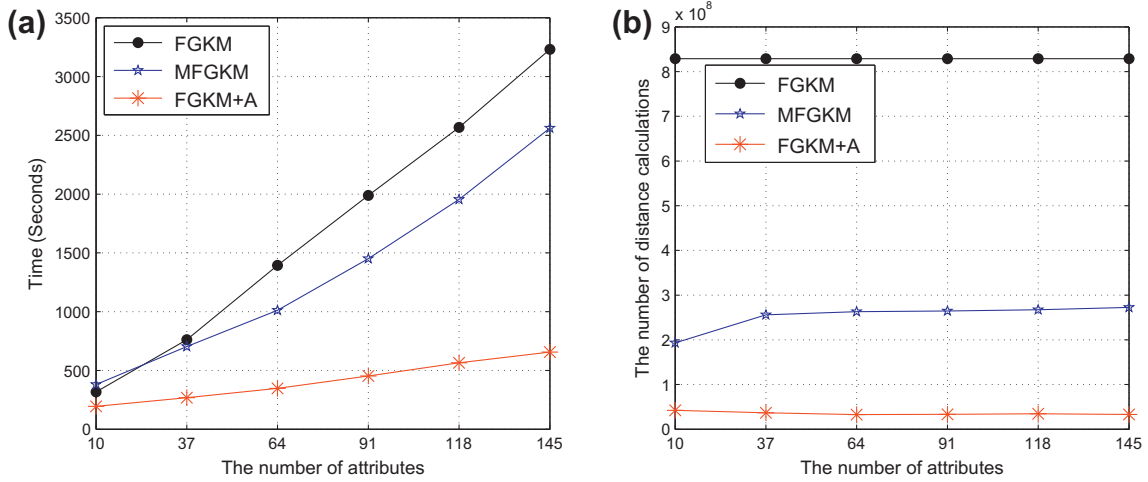 (a)
3500
3000
2500
2000
1500
1000
500
0
Time (Seconds)
FGKM
MFGKM
FGKM+A
10 37 64 91 118 145
The number of attributes
(b)
x 10^8
9
8
7
6
5
4
3
2
1
0
The number of distance calculations
FGKM
MFGKM
FGKM+A
10 37 64 91 118 145
The number of attributes